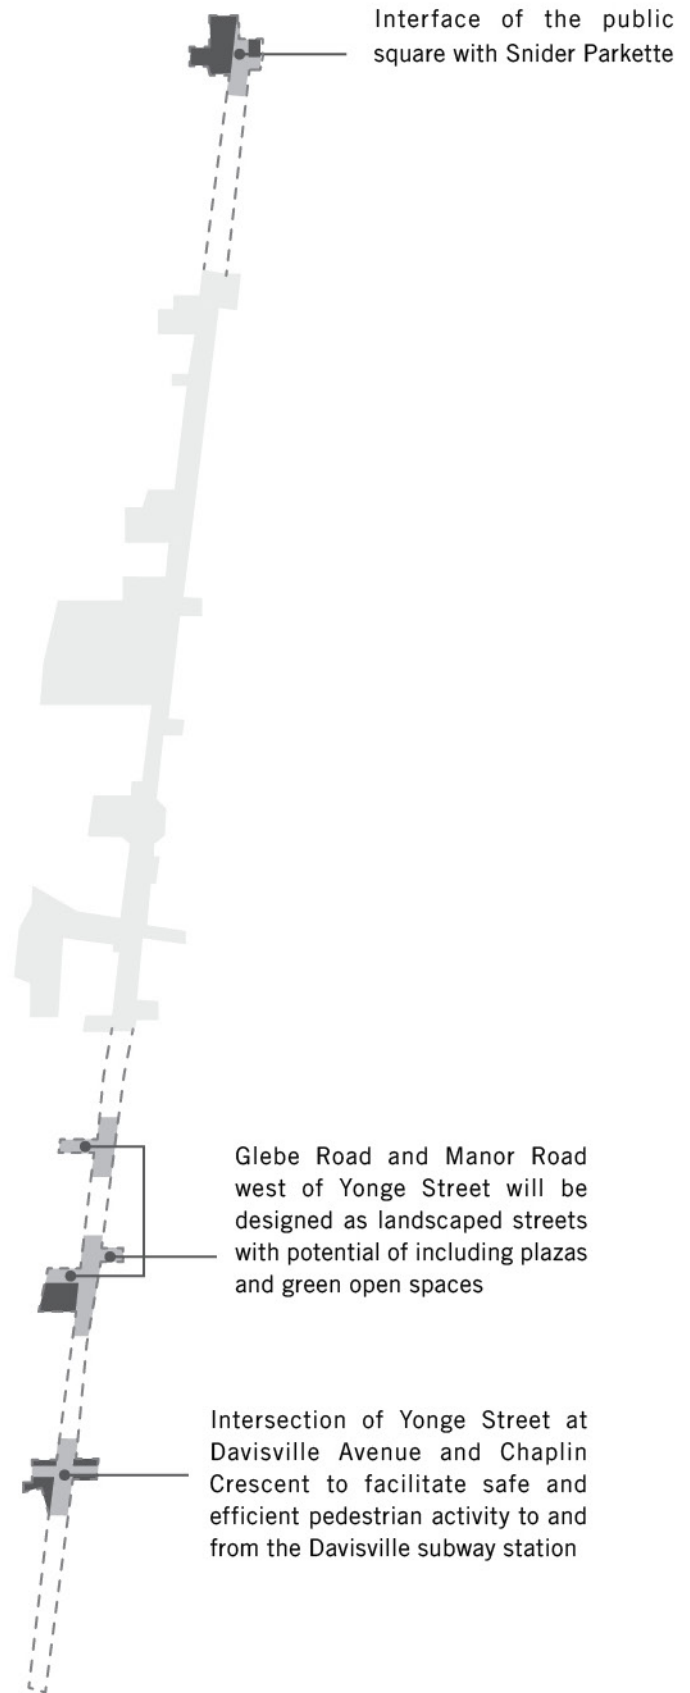 Interface of the public
square with Snider Parkette
Glebe Road and Manor Road
west of Yonge Street will be
designed as landscaped streets
with potential of including plazas
and green open spaces
Intersection of Yonge Street at
Davisville Avenue and Chaplin
Crescent to facilitate safe and
efficient pedestrian activity to and
from the Davisville subway station